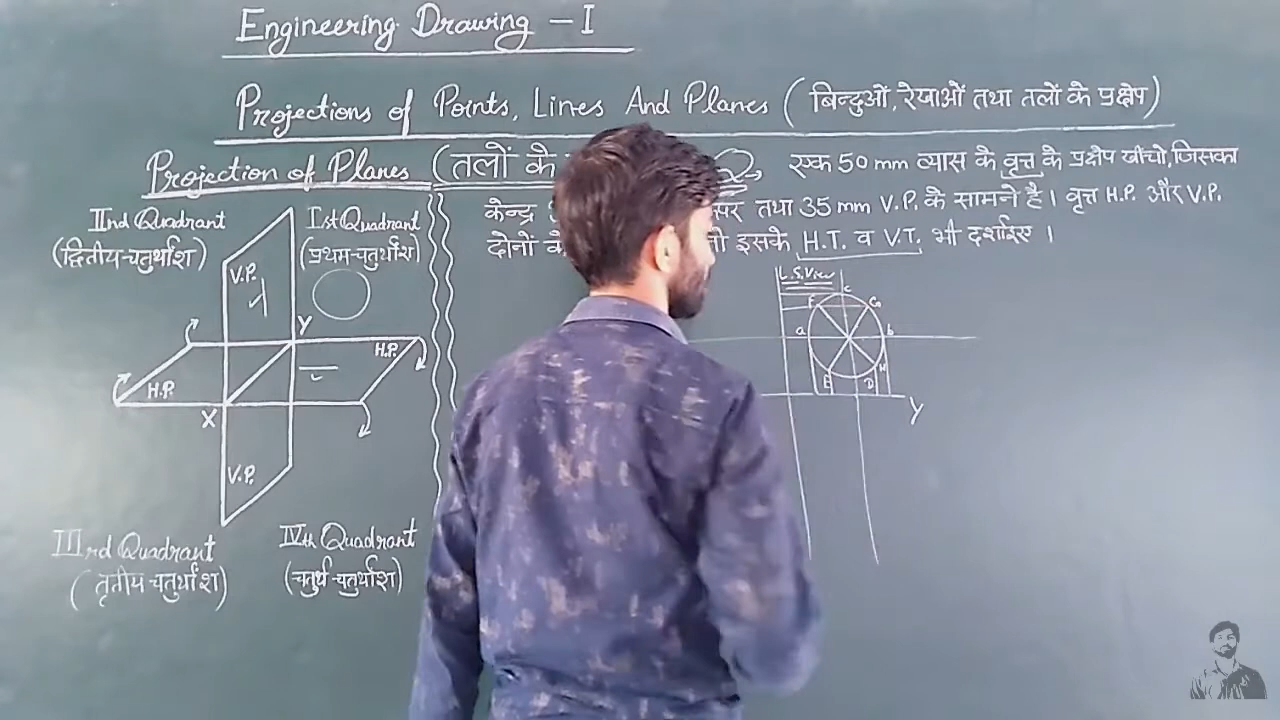 Engineering Drawing - I
Projections of Points, Lines And Planes (बिन्दुओं, रेखाओं तथा तलों के प्रक्षेप)
Projection of Planes (तलों के
एक 50 mm व्यास के वृत्त के प्रक्षेप खींचो, जिसका
केन्द्र
तथा 35 mm V.P. के सामने है। वृत्त H.P. और V.P.
दोनों
इसके H.T. व V.T. भी दर्शाइए।
IInd Quadrant
(द्वितीय-चतुर्थांश)
Ist Quadrant
(प्रथम-चतुर्थांश)
V.P.
Y
H.P.
H.P.
X
V.P.
IIIrd Quadrant
(तृतीय-चतुर्थांश)
IVth Quadrant
(चतुर्थ-चतुर्थांश)
L.S. View
c
F
G
a
b
E
D
H
Y